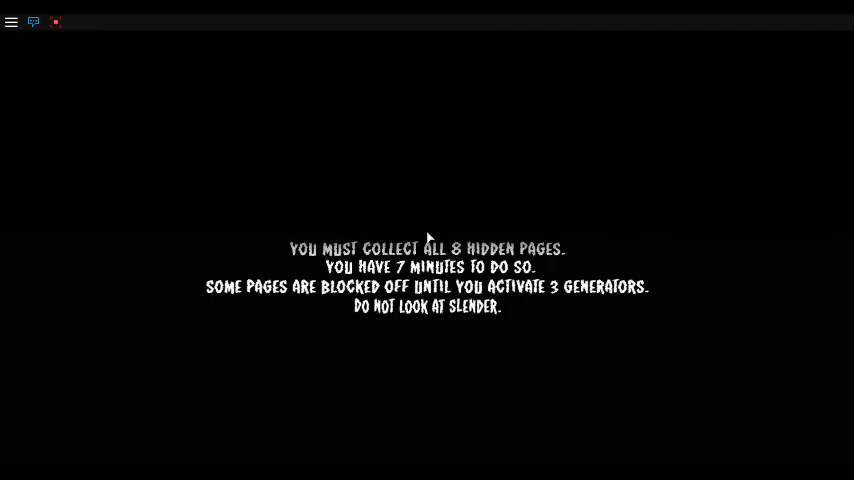 YOU MUST COLLECT ALL 8 HIDDEN PAGES.
YOU HAVE 7 MINUTES TO DO SO.
SOME PAGES ARE BLOCKED OFF UNTIL YOU ACTIVATE 3 GENERATORS.
DO NOT LOOK AT SLENDER.